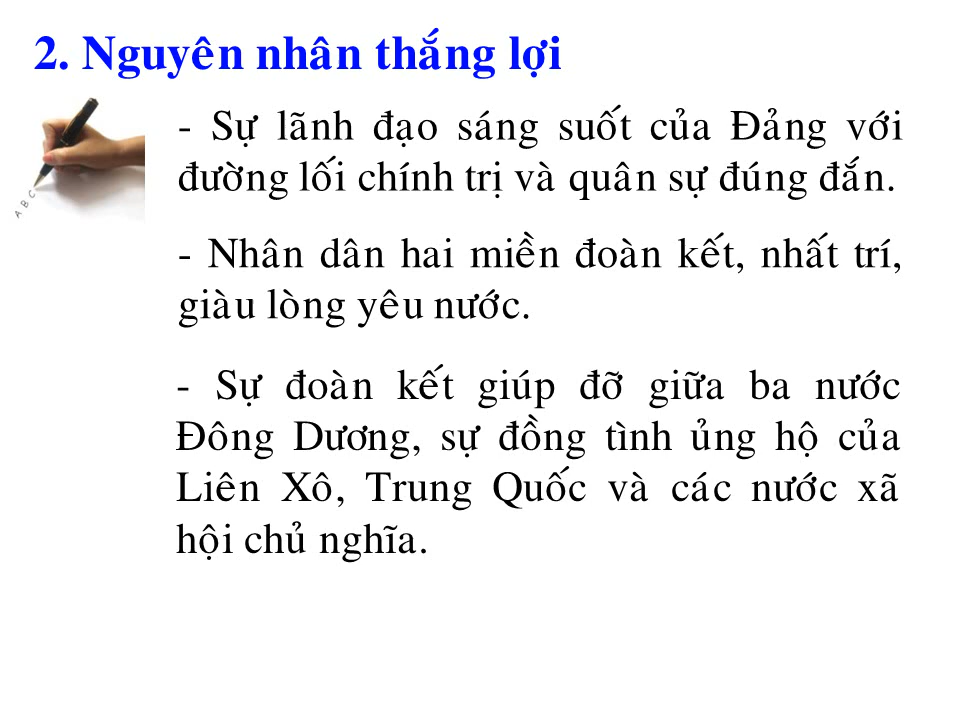 2. Nguyên nhân thắng lợi
- Sự lãnh đạo sáng suốt của Đảng với
đường lối chính trị và quân sự đúng đắn.
- Nhân dân hai miền đoàn kết, nhất trí,
giàu lòng yêu nước.
- Sự đoàn kết giúp đỡ giữa ba nước
Đông Dương, sự đồng tình ủng hộ của
Liên Xô, Trung Quốc và các nước xã
hội chủ nghĩa.
A B C